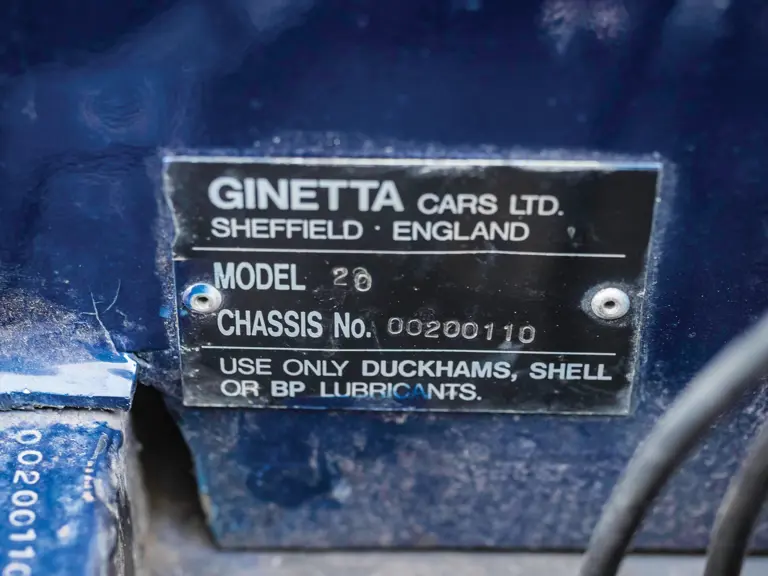 GINETTA CARS LTD.
SHEFFIELD · ENGLAND
MODEL 20
CHASSIS No. 00200110
USE ONLY DUCKHAMS, SHELL
OR BP LUBRICANTS.
00200110